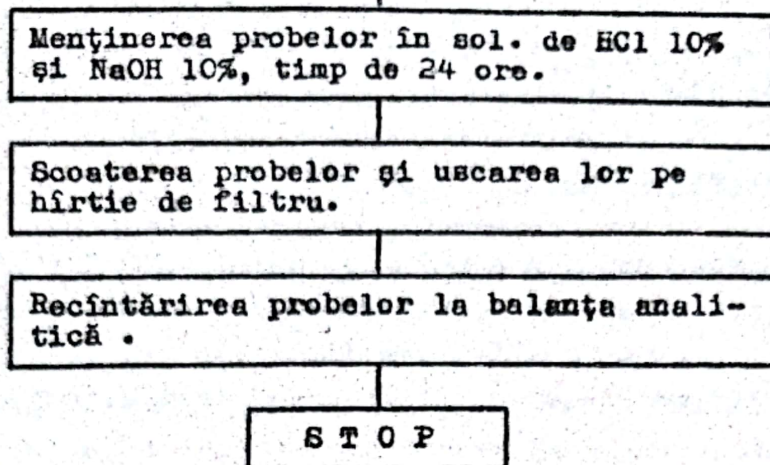 Menţinerea probelor în sol. de HCl 10%
şi NaOH 10%, timp de 24 ore.
Scoaterea probelor şi uscarea lor pe
hîrtie de filtru.
Recîntărirea probelor la balanţa anali-
tică .
S T O P